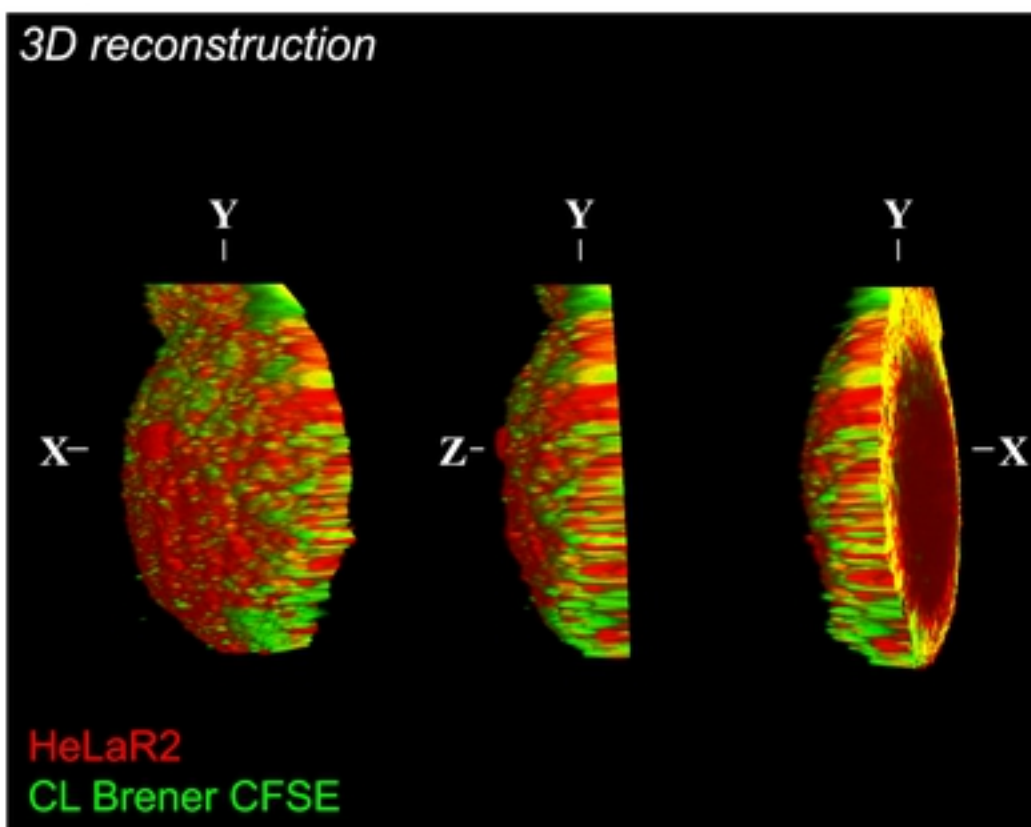 3D reconstruction
Y Y Y
X Z X
HeLaR2
CL Brener CFSE